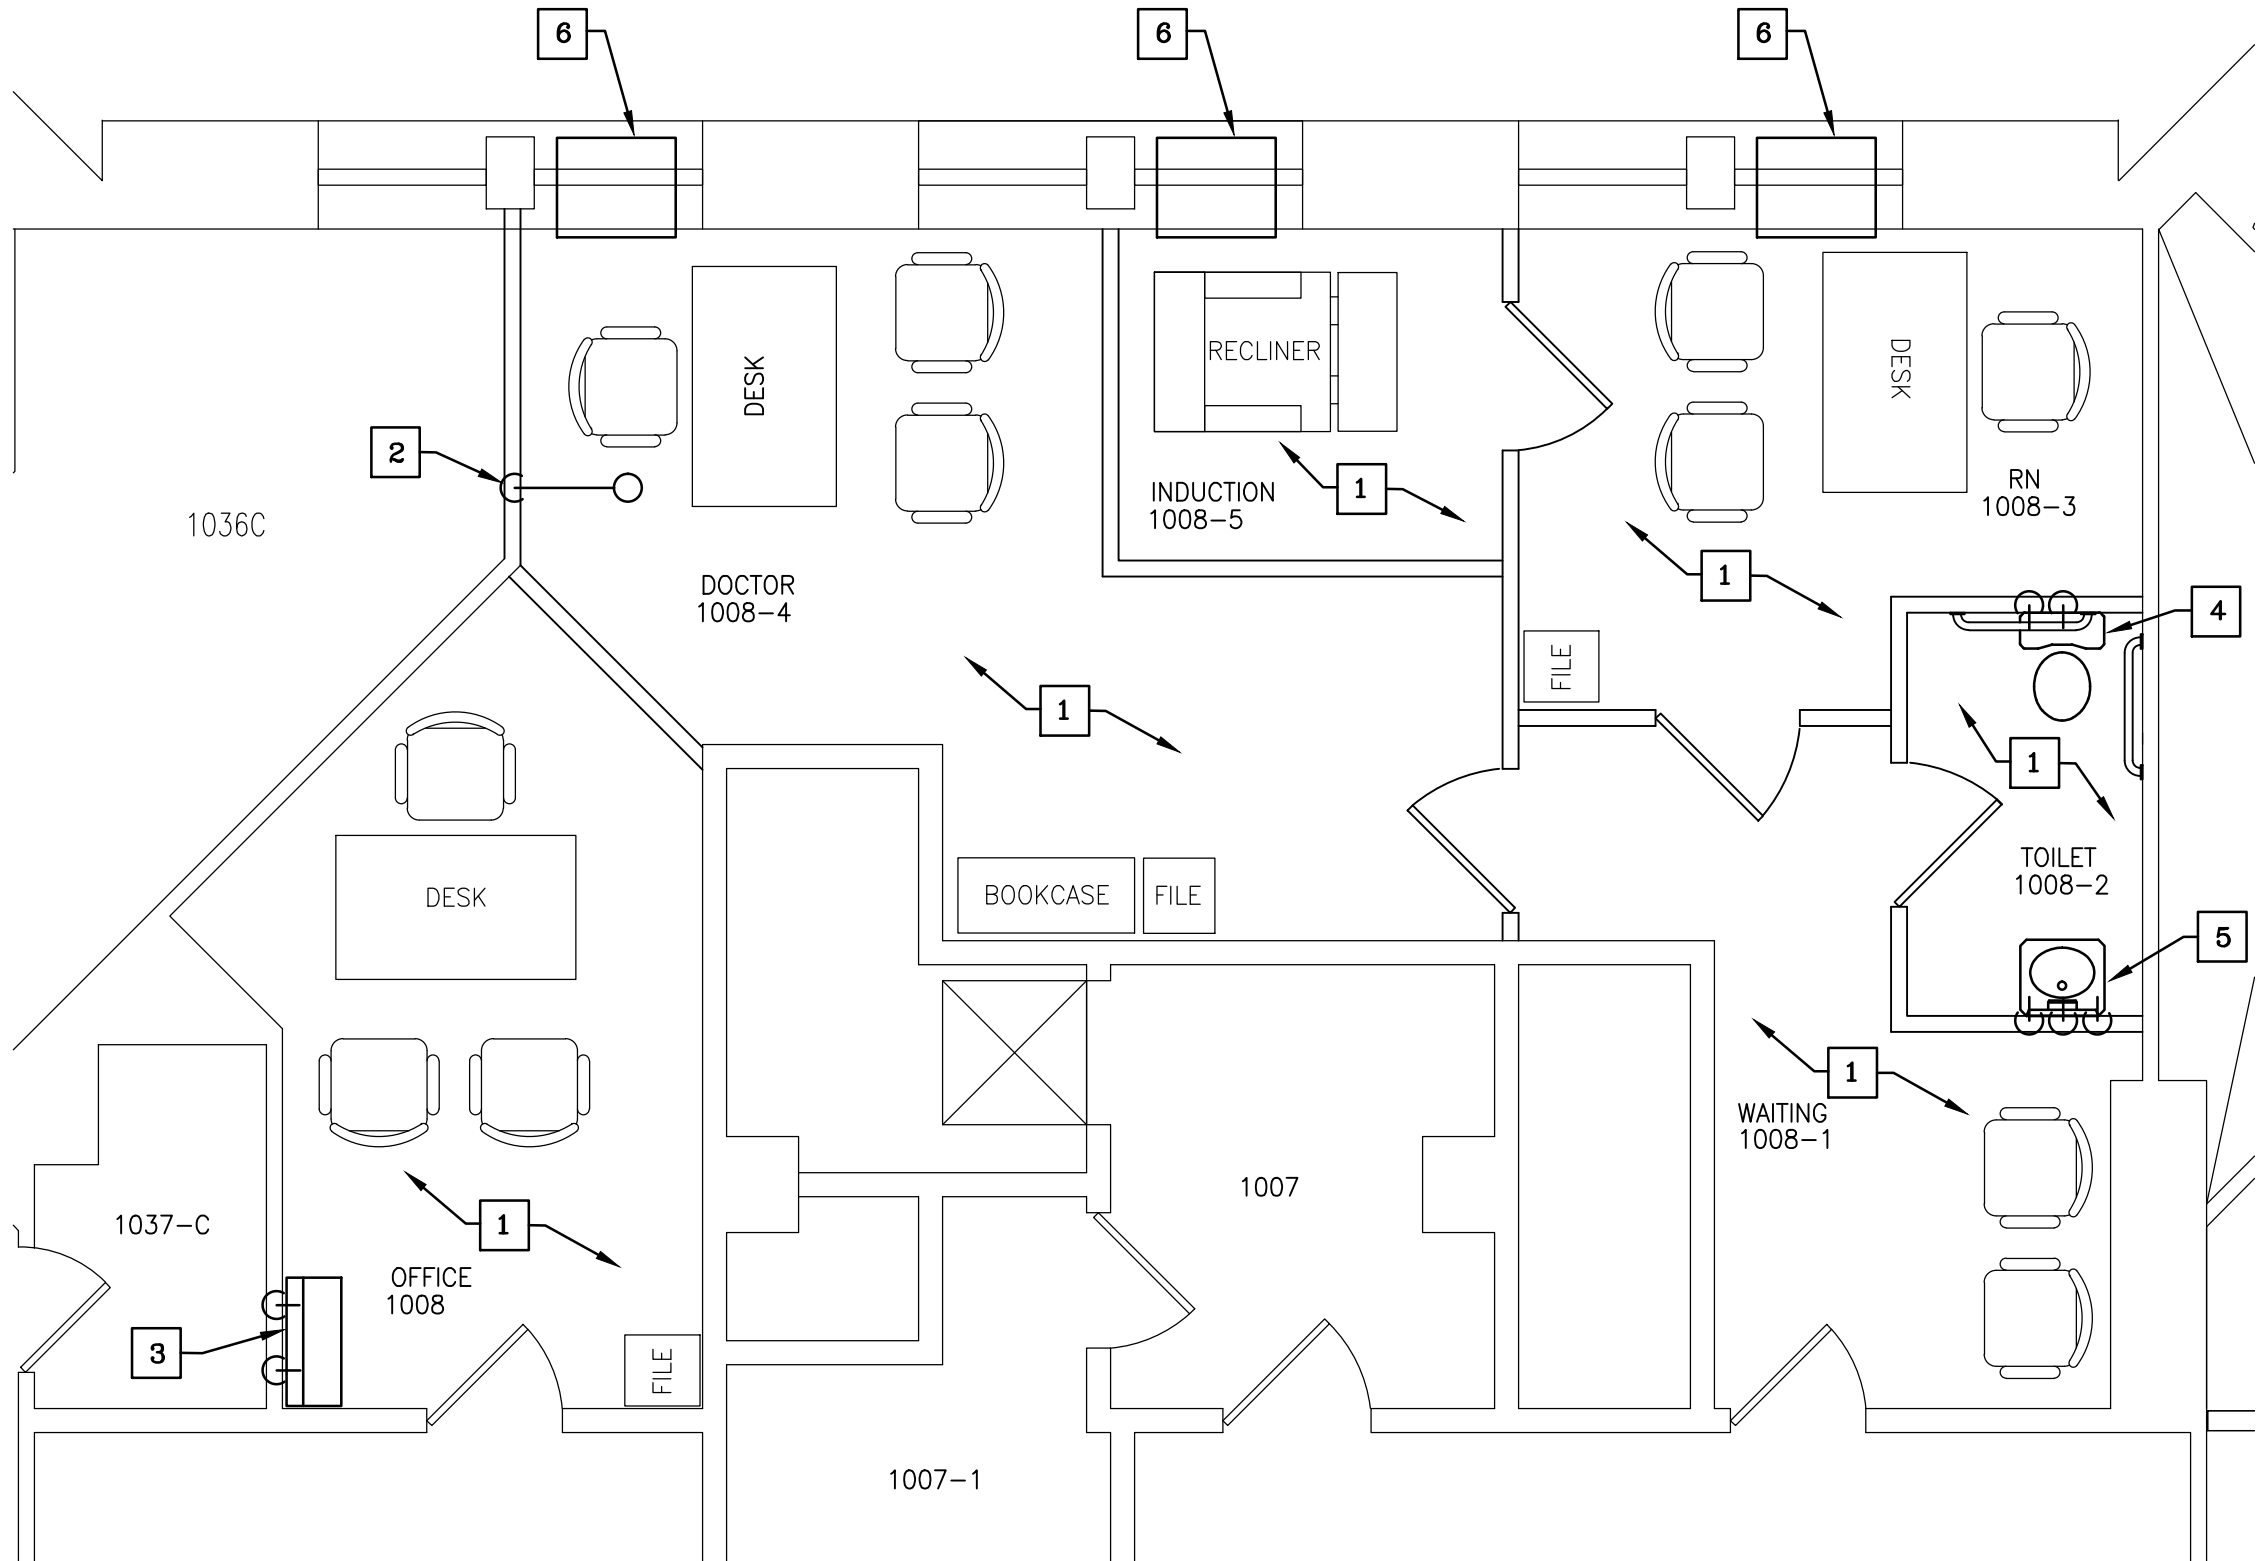 6
6
6
DESK
RECLINER
DESK
2
1036C
INDUCTION
1008-5
1
RN
1008-3
DOCTOR
1008-4
1
4
FILE
1
1
TOILET
1008-2
DESK
BOOKCASE
FILE
5
1
WAITING
1008-1
1007
1037-C
1
OFFICE
1008
3
FILE
1007-1